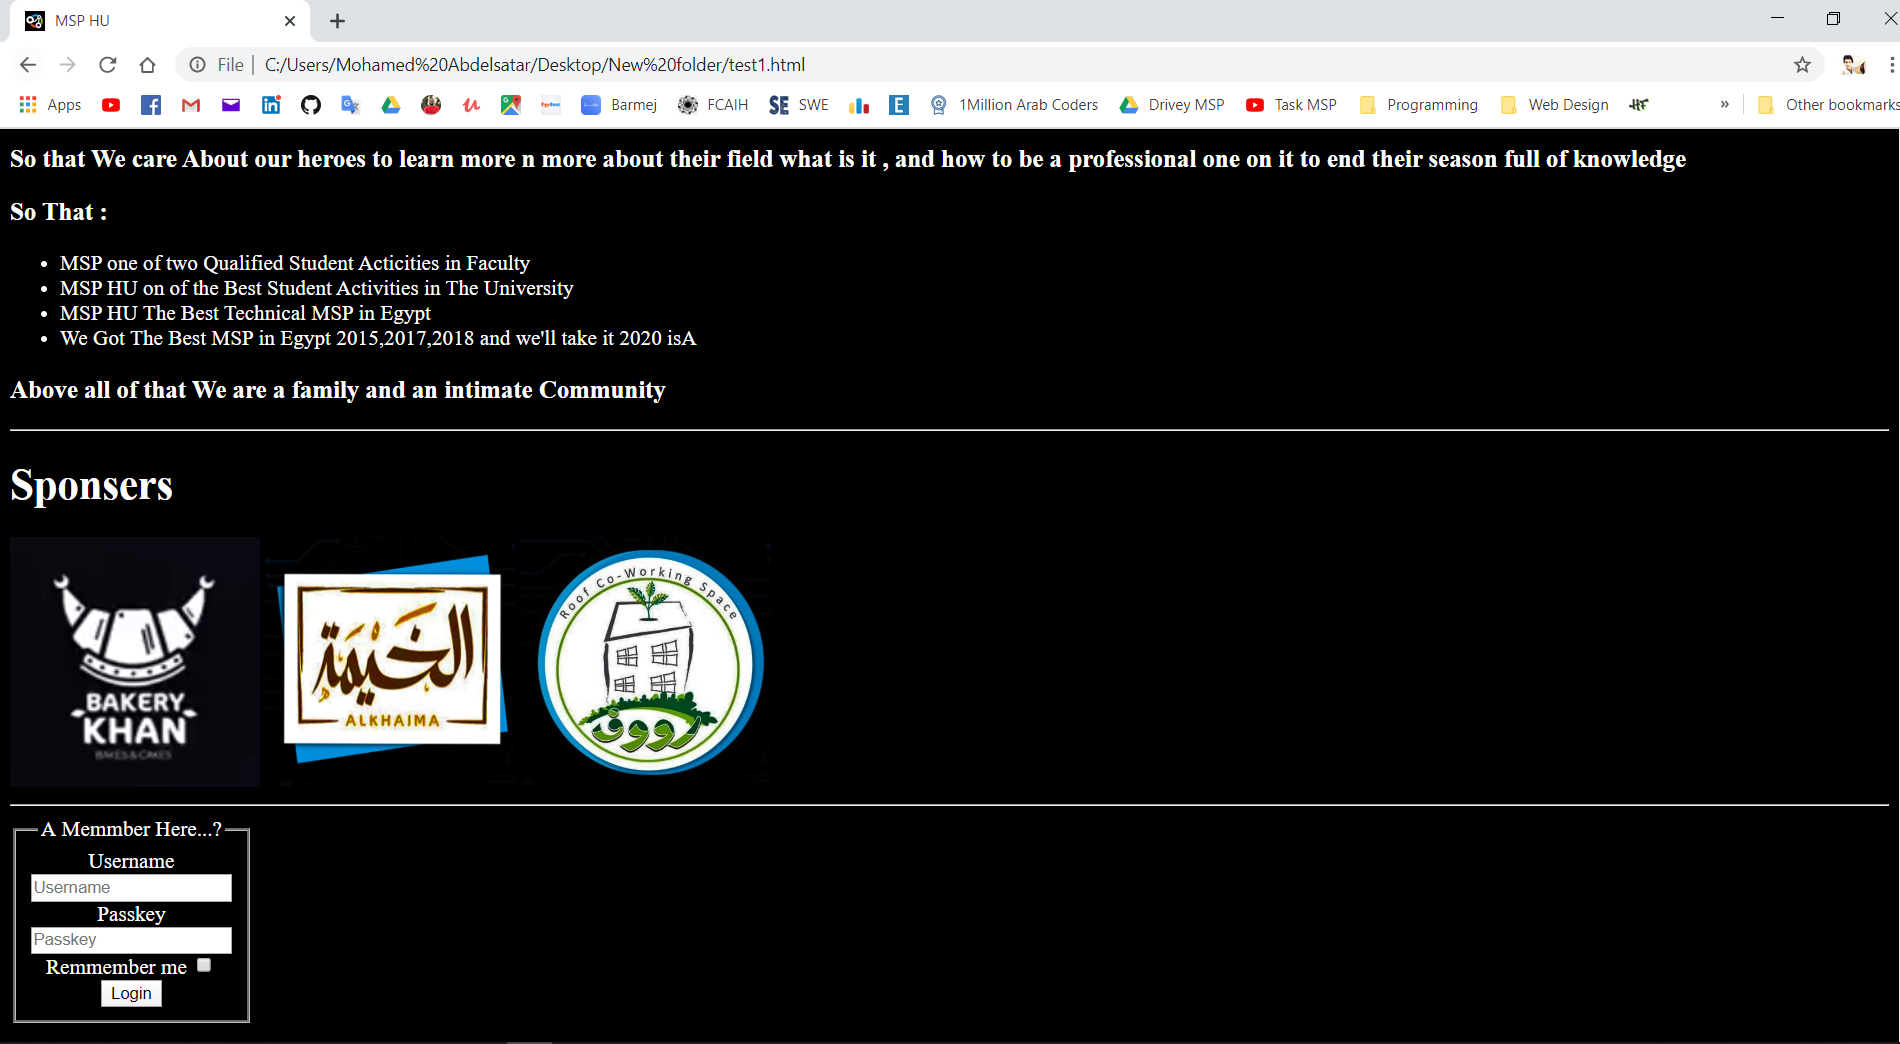 MSP HU
File
C:/Users/Mohamed%20Abdelsatar/Desktop/New%20folder/test1.html
Apps
Barmej
FCAIH
SE SWE
E
1Million Arab Coders
Drivey MSP
Task MSP
Programming
Web Design
»
Other bookmarks
So that We care About our heroes to learn more n more about their field what is it , and how to be a professional one on it to end their season full of knowledge
So That :
• MSP one of two Qualified Student Acticities in Faculty
• MSP HU on of the Best Student Activities in The University
• MSP HU The Best Technical MSP in Egypt
• We Got The Best MSP in Egypt 2015,2017,2018 and we'll take it 2020 isA
Above all of that We are a family and an intimate Community
Sponsers
BAKERY
KHAN
BAKES & CAKES
الخيمة
ALKHAIMA
Roof Co-Working Space
رووف
A Memmber Here...?
Username
Username
Passkey
Passkey
Remmember me
Login